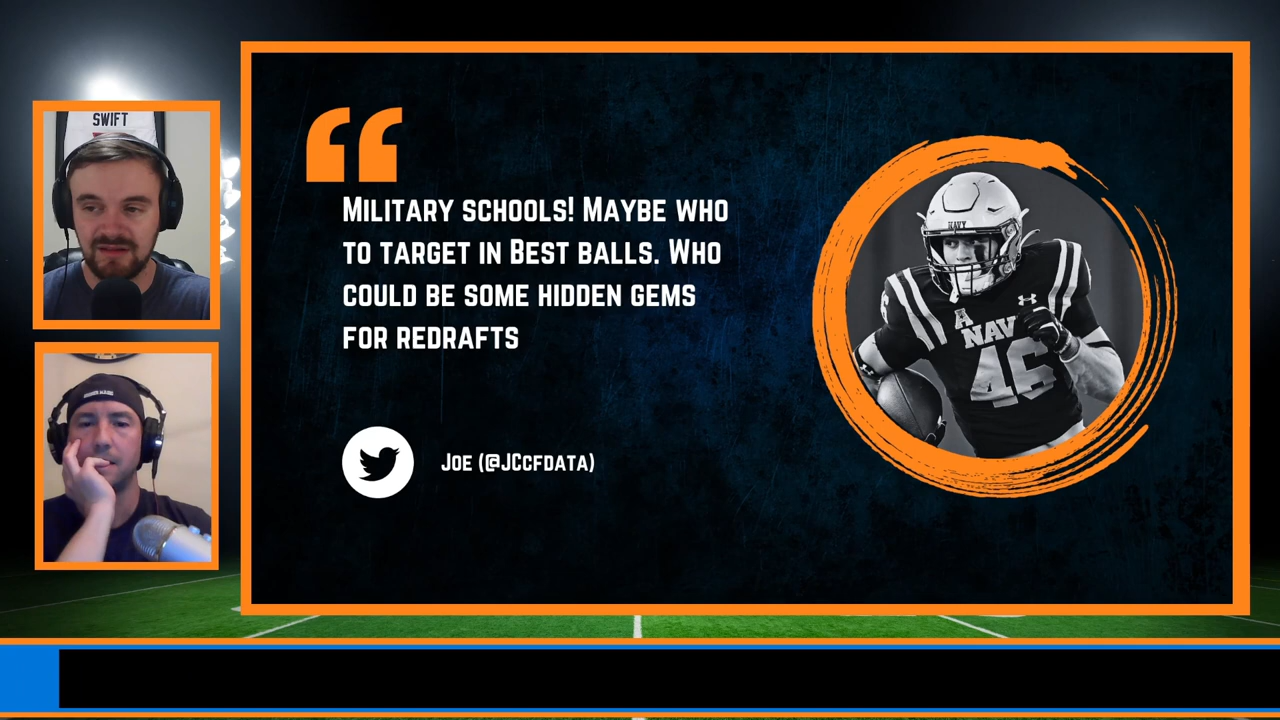 SWIFT
MILITARY SCHOOLS! MAYBE WHO
TO TARGET IN BEST BALLS. WHO
COULD BE SOME HIDDEN GEMS
FOR REDRAFTS
JOE (@JCCFDATA)
NAVY
A
NAVY
46